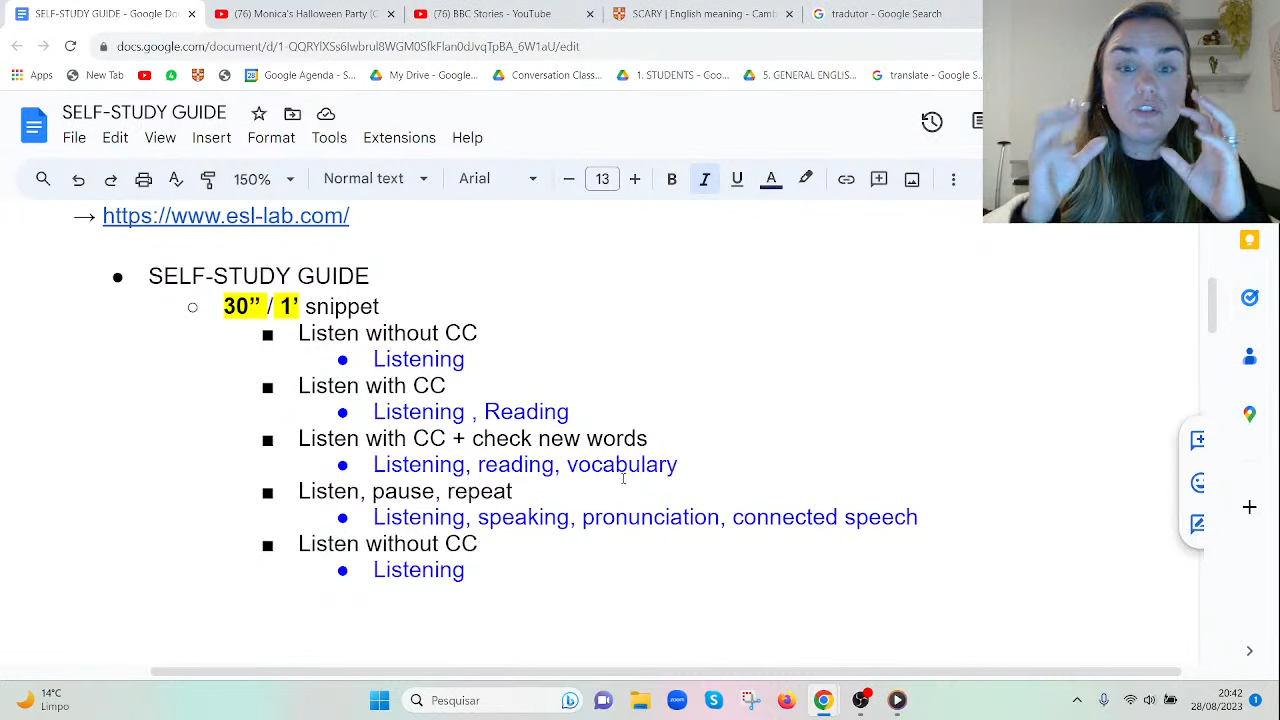 SELF-STUDY GUIDE - Google Do
(76) Monica's Halloween Party (C
(76) BBC Stories - YouTube
SCARY | English meaning - Camb
tradutor - Google Search
docs.google.com/document/d/1-QQRYlXSs6Iwbrul8WGM0SfkFlan0dJvqTpBA_6W1aU/edit
Apps
New Tab
Google Agenda - S...
My Drive - Google...
Conversation Class...
1. STUDENTS - Goo...
5. GENERAL ENGLIS...
translate - Google S...
SELF-STUDY GUIDE
File Edit View Insert Format Tools Extensions Help
150% Normal text Arial 13 B I U A
→ https://www.esl-lab.com/
● SELF-STUDY GUIDE
○ 30” / 1’ snippet
■ Listen without CC
● Listening
■ Listen with CC
● Listening , Reading
■ Listen with CC + check new words
● Listening, reading, vocabulary
■ Listen, pause, repeat
● Listening, speaking, pronunciation, connected speech
■ Listen without CC
● Listening
14°C
Limpo
Pesquisar
20:42
28/08/2023
1